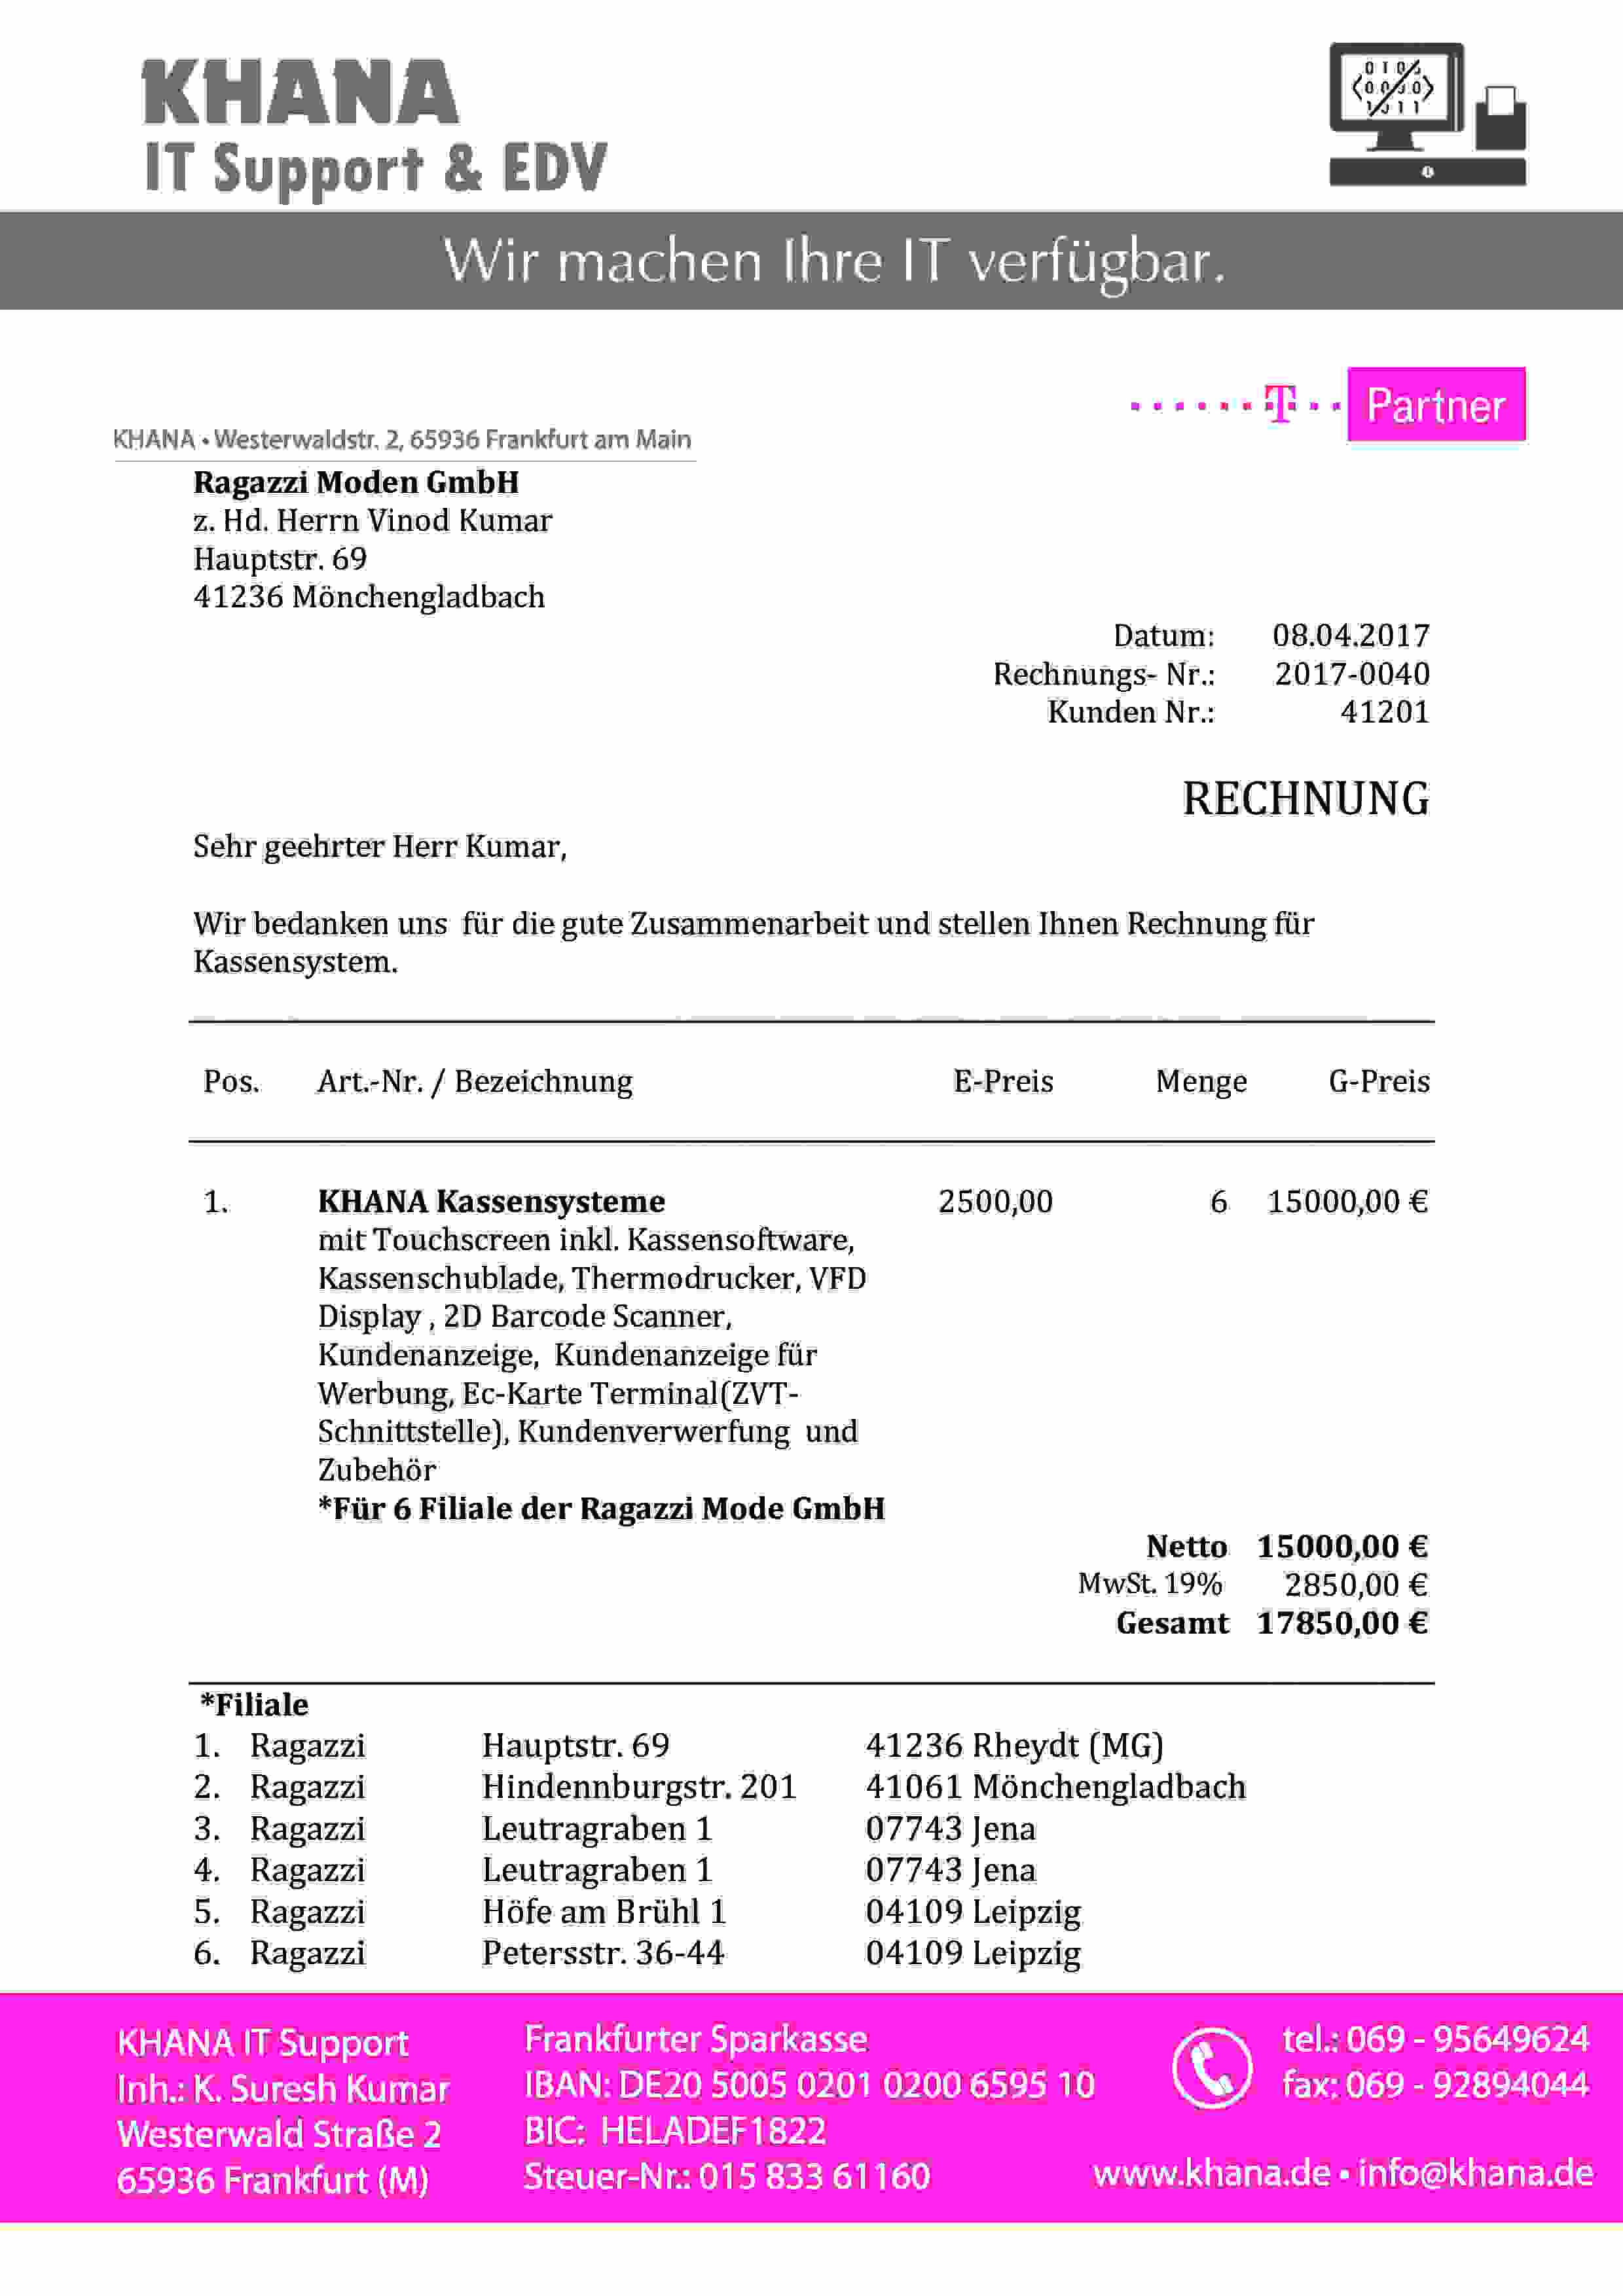 KHANA
IT Support & EDV
Wir machen Ihre IT verfügbar.
T Partner
KHANA • Westerwaldstr. 2, 65936 Frankfurt am Main
Ragazzi Moden GmbH
z. Hd. Herrn Vinod Kumar
Hauptstr. 69
41236 Mönchengladbach
Datum: 08.04.2017
Rechnungs- Nr.: 2017-0040
Kunden Nr.: 41201
RECHNUNG
Sehr geehrter Herr Kumar,
Wir bedanken uns für die gute Zusammenarbeit und stellen Ihnen Rechnung für
Kassensystem.
Pos. Art.-Nr. / Bezeichnung E-Preis Menge G-Preis
1. KHANA Kassensysteme 2500,00 6 15000,00 €
mit Touchscreen inkl. Kassensoftware,
Kassenschublade, Thermodrucker, VFD
Display , 2D Barcode Scanner,
Kundenanzeige, Kundenanzeige für
Werbung, Ec-Karte Terminal(ZVT-
Schnittstelle), Kundenverwerfung und
Zubehör
*Für 6 Filiale der Ragazzi Mode GmbH
Netto 15000,00 €
MwSt. 19% 2850,00 €
Gesamt 17850,00 €
*Filiale
1. Ragazzi Hauptstr. 69 41236 Rheydt (MG)
2. Ragazzi Hindennburgstr. 201 41061 Mönchengladbach
3. Ragazzi Leutragraben 1 07743 Jena
4. Ragazzi Leutragraben 1 07743 Jena
5. Ragazzi Höfe am Brühl 1 04109 Leipzig
6. Ragazzi Petersstr. 36-44 04109 Leipzig
KHANA IT Support
Inh.: K. Suresh Kumar
Westerwald Straße 2
65936 Frankfurt (M)
Frankfurter Sparkasse
IBAN: DE20 5005 0201 0200 6595 10
BIC: HELADEF1822
Steuer-Nr.: 015 833 61160
tel.: 069 - 95649624
fax: 069 - 92894044
www.khana.de • info@khana.de